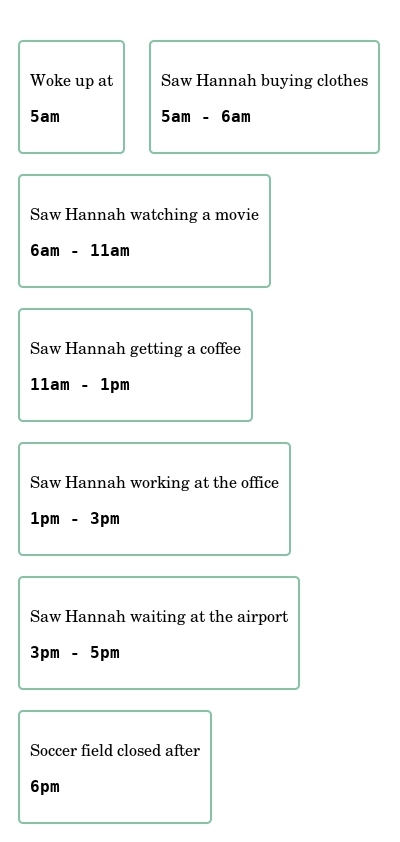 Woke up at
5am
Saw Hannah buying clothes
5am - 6am
Saw Hannah watching a movie
6am - 11am
Saw Hannah getting a coffee
11am - 1pm
Saw Hannah working at the office
1pm - 3pm
Saw Hannah waiting at the airport
3pm - 5pm
Soccer field closed after
6pm